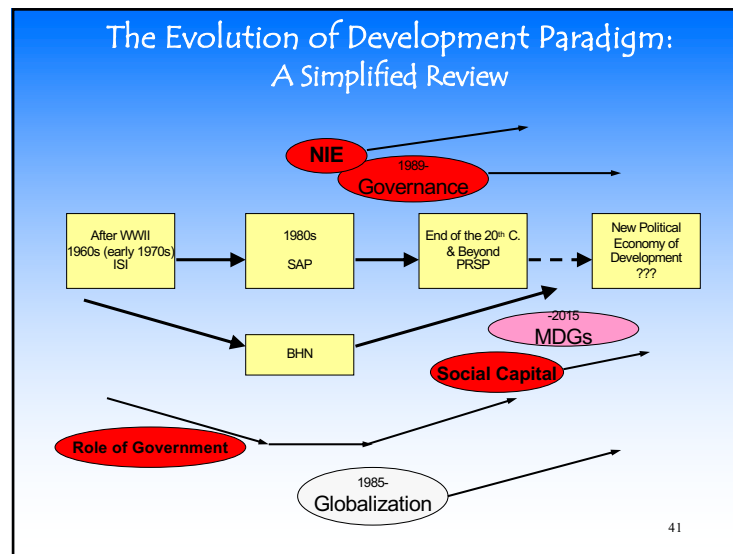 The Evolution of Development Paradigm:
A Simplified Review
NIE
1989-
Governance
After WWII
1960s (early 1970s)
ISI
1980s
SAP
End of the 20th C.
& Beyond
PRSP
New Political
Economy of
Development
???
-2015
MDGs
BHN
Social Capital
Role of Government
1985-
Globalization
41